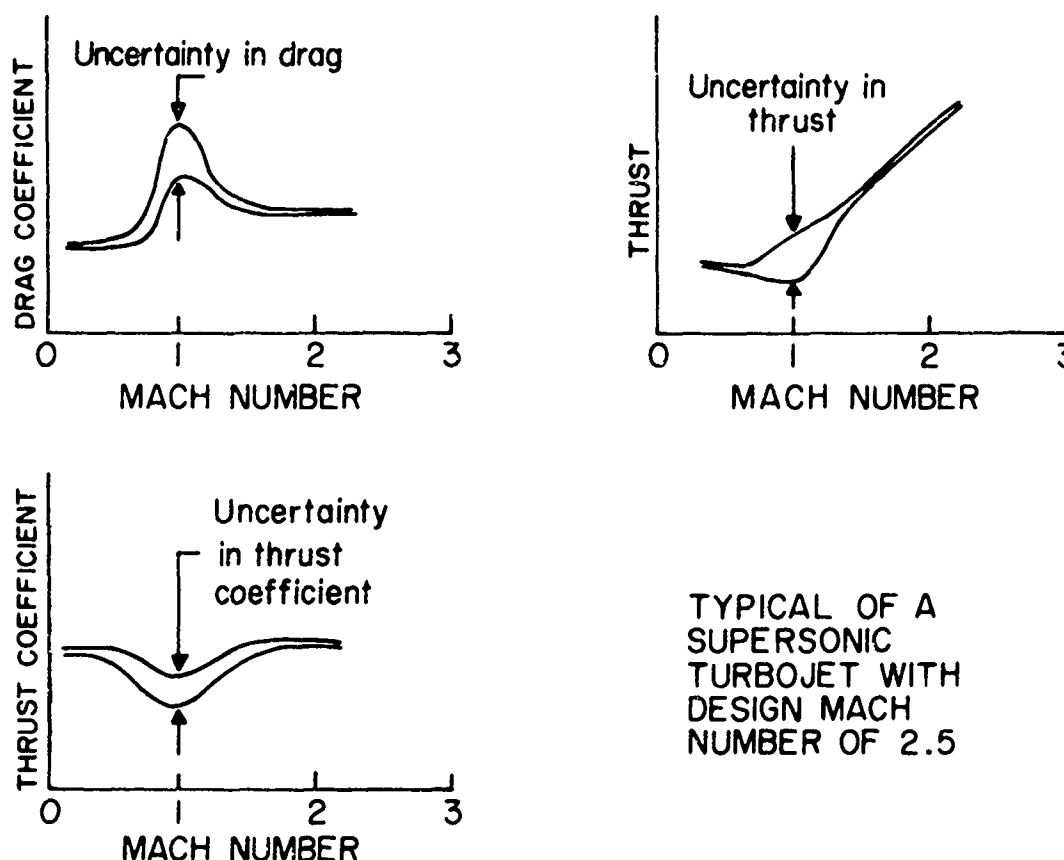 DRAG COEFFICIENT
Uncertainty in drag
0 1 2 3
MACH NUMBER
THRUST
Uncertainty in
thrust
0 1 2 3
MACH NUMBER
THRUST COEFFICIENT
Uncertainty
in thrust
coefficient
0 1 2 3
MACH NUMBER
TYPICAL OF A
SUPERSONIC
TURBOJET WITH
DESIGN MACH
NUMBER OF 2.5